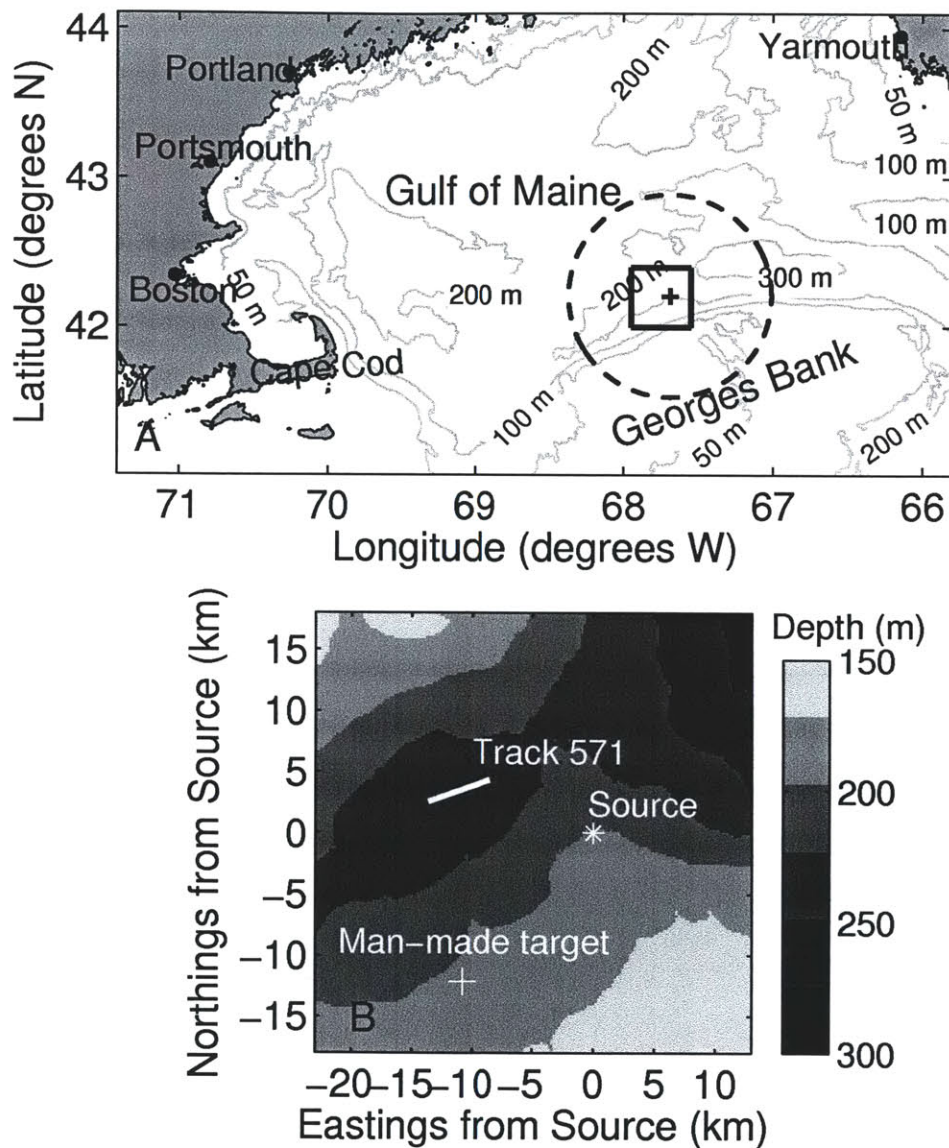 44
43
42
Latitude (degrees N)
Portland
Portsmouth
Boston
50 m
Cape Cod
A
Gulf of Maine
200 m
200 m
Yarmouth
50 m
100 m
100 m
200 m
300 m
100 m
Georges Bank
50 m
200 m
71 70 69 68 67 66
Longitude (degrees W)
Northings from Source (km)
15
10
5
0
−5
−10
−15
Track 571
Source
Man−made target
B
−20−15−10−5 0 5 10
Eastings from Source (km)
Depth (m)
150
200
250
300